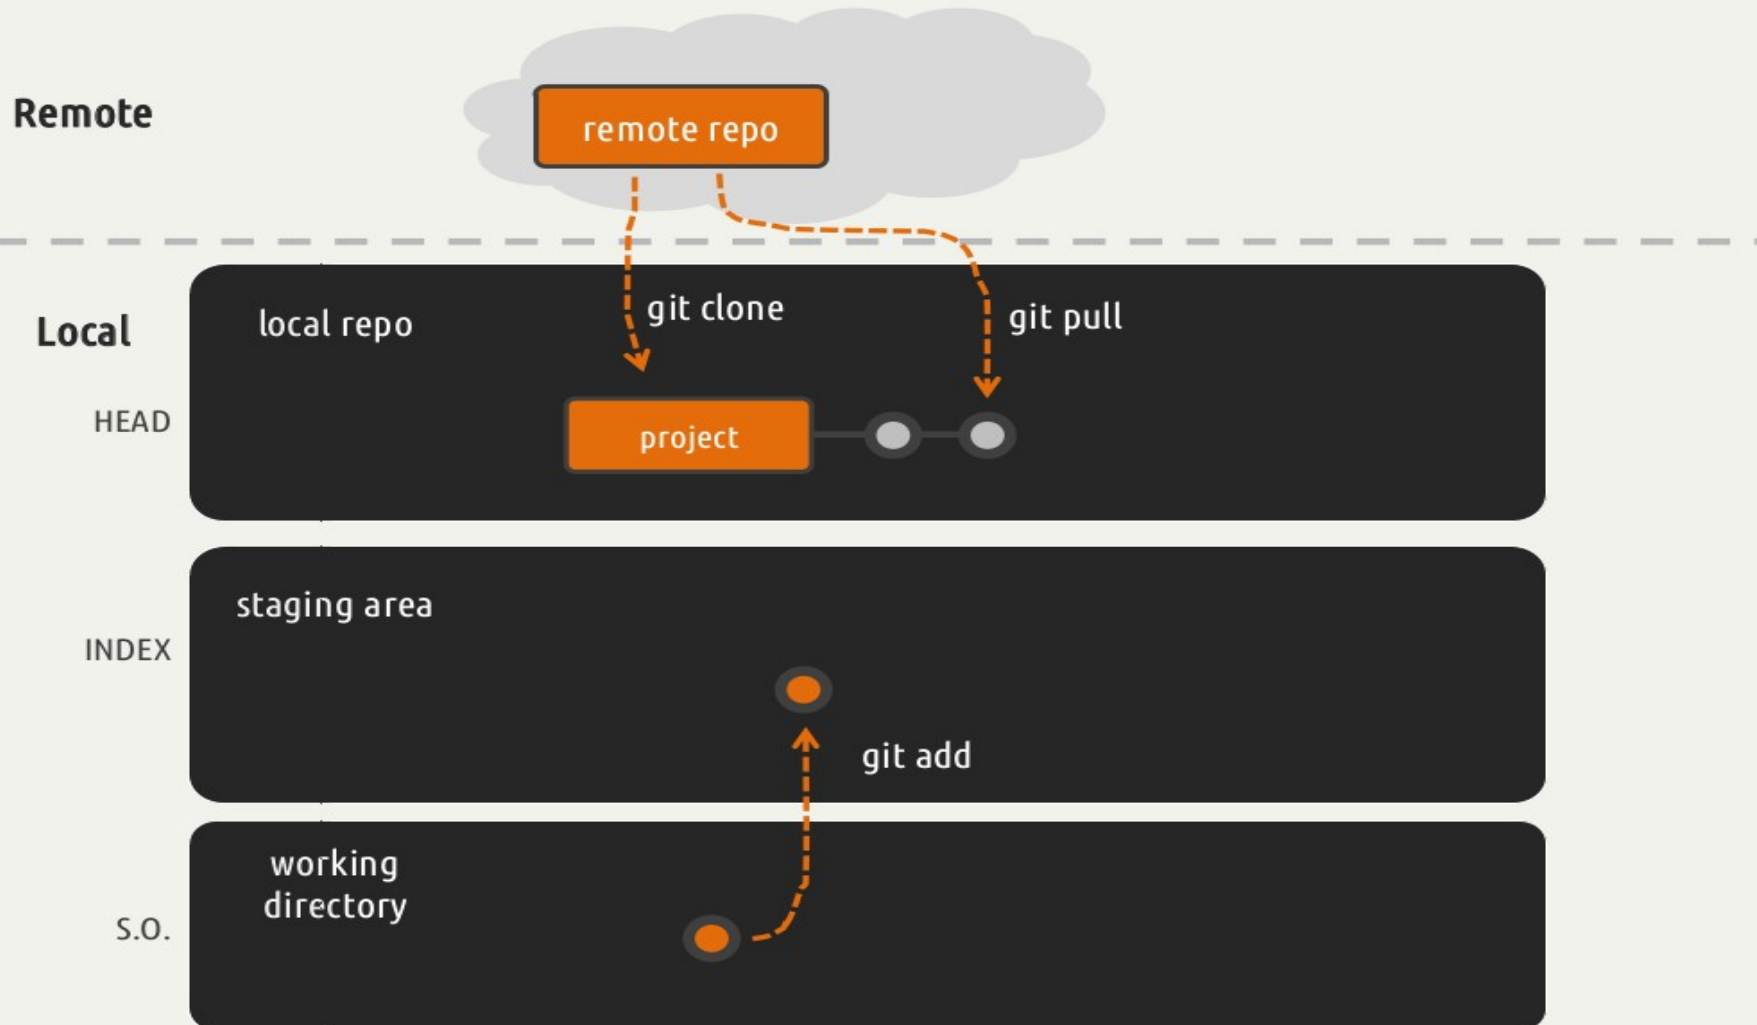 Remote
remote repo
Local
local repo
git clone
git pull
HEAD
project
staging area
INDEX
git add
working
directory
S.O.